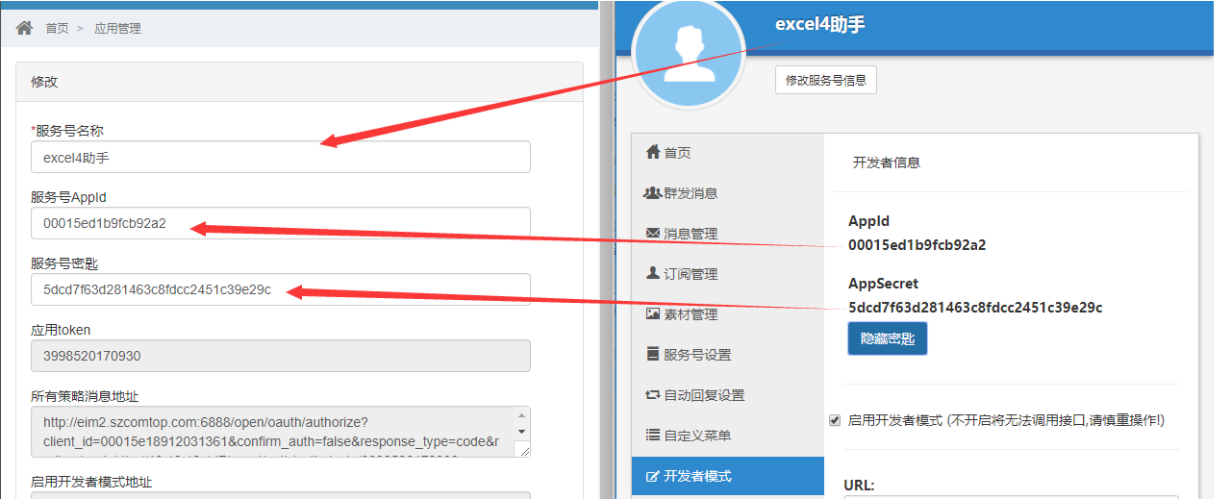 首页 > 应用管理
修改
*服务号名称
excel4助手
服务号AppId
00015ed1b9fcb92a2
服务号密匙
5dcd7f63d281463c8fdcc2451c39e29c
应用token
3998520170930
所有策略消息地址
http://eim2.szcomtop.com:6888/open/oauth/authorize?
client_id=00015e18912031361&confirm_auth=false&response_type=code&r
启用开发者模式地址
excel4助手
修改服务号信息
首页
群发消息
消息管理
订阅管理
素材管理
服务号设置
自动回复设置
自定义菜单
开发者模式
开发者信息
AppId
00015ed1b9fcb92a2
AppSecret
5dcd7f63d281463c8fdcc2451c39e29c
隐藏密匙
启用开发者模式 (不开启将无法调用接口,请慎重操作!)
URL: